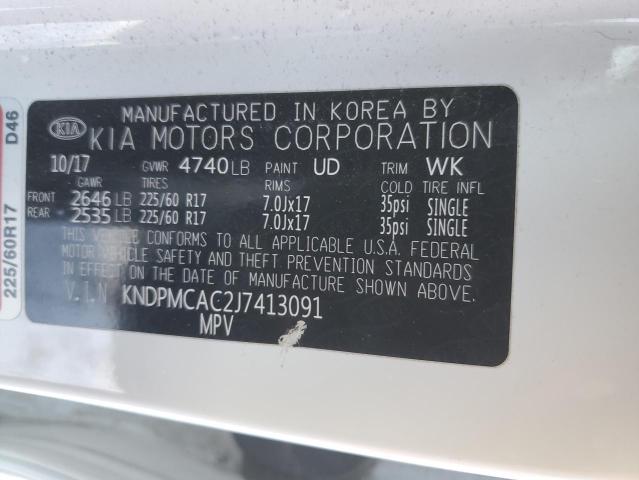 MANUFACTURED IN KOREA BY
KIA KIA MOTORS CORPORATION
10/17 GVWR 4740 LB PAINT UD TRIM WK
GAWR TIRES RIMS COLD TIRE INFL
FRONT 2646 LB 225/60 R17 7.0Jx17 35psi SINGLE
REAR 2535 LB 225/60 R17 7.0Jx17 35psi SINGLE
THIS VEHICLE CONFORMS TO ALL APPLICABLE U.S.A. FEDERAL
MOTOR VEHICLE SAFETY AND THEFT PREVENTION STANDARDS
IN EFFECT ON THE DATE OF MANUFACTURE SHOWN ABOVE.
V.I.N KNDPMCAC2J7413091
MPV
225/60R17 D46